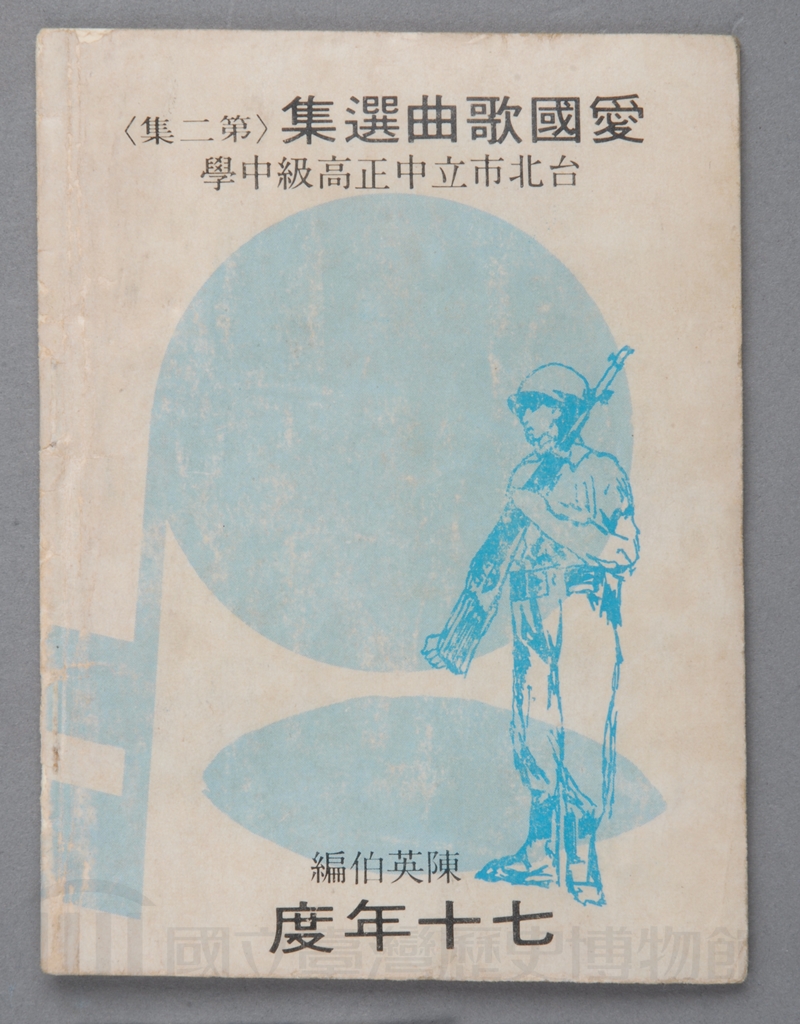 愛國歌曲選集〈第二集〉
台北市立中正高級中學
陳英伯編
七十年度
國立臺灣歷史博物館